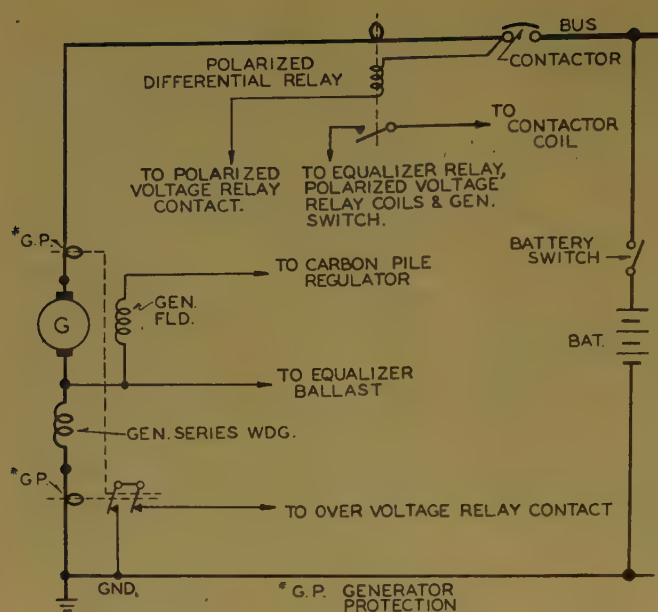 BUS
POLARIZED
DIFFERENTIAL RELAY
CONTACTOR
TO
CONTACTOR
COIL
TO POLARIZED
VOLTAGE RELAY
CONTACT.
TO EQUALIZER RELAY,
POLARIZED VOLTAGE
RELAY COILS & GEN.
SWITCH.
*G.P.
BATTERY
SWITCH
TO CARBON PILE
REGULATOR
GEN.
FLD.
G
BAT.
TO EQUALIZER
BALLAST
GEN. SERIES WDG.
*G.P.
TO OVER VOLTAGE RELAY CONTACT
GND.
*G.P. GENERATOR
PROTECTION